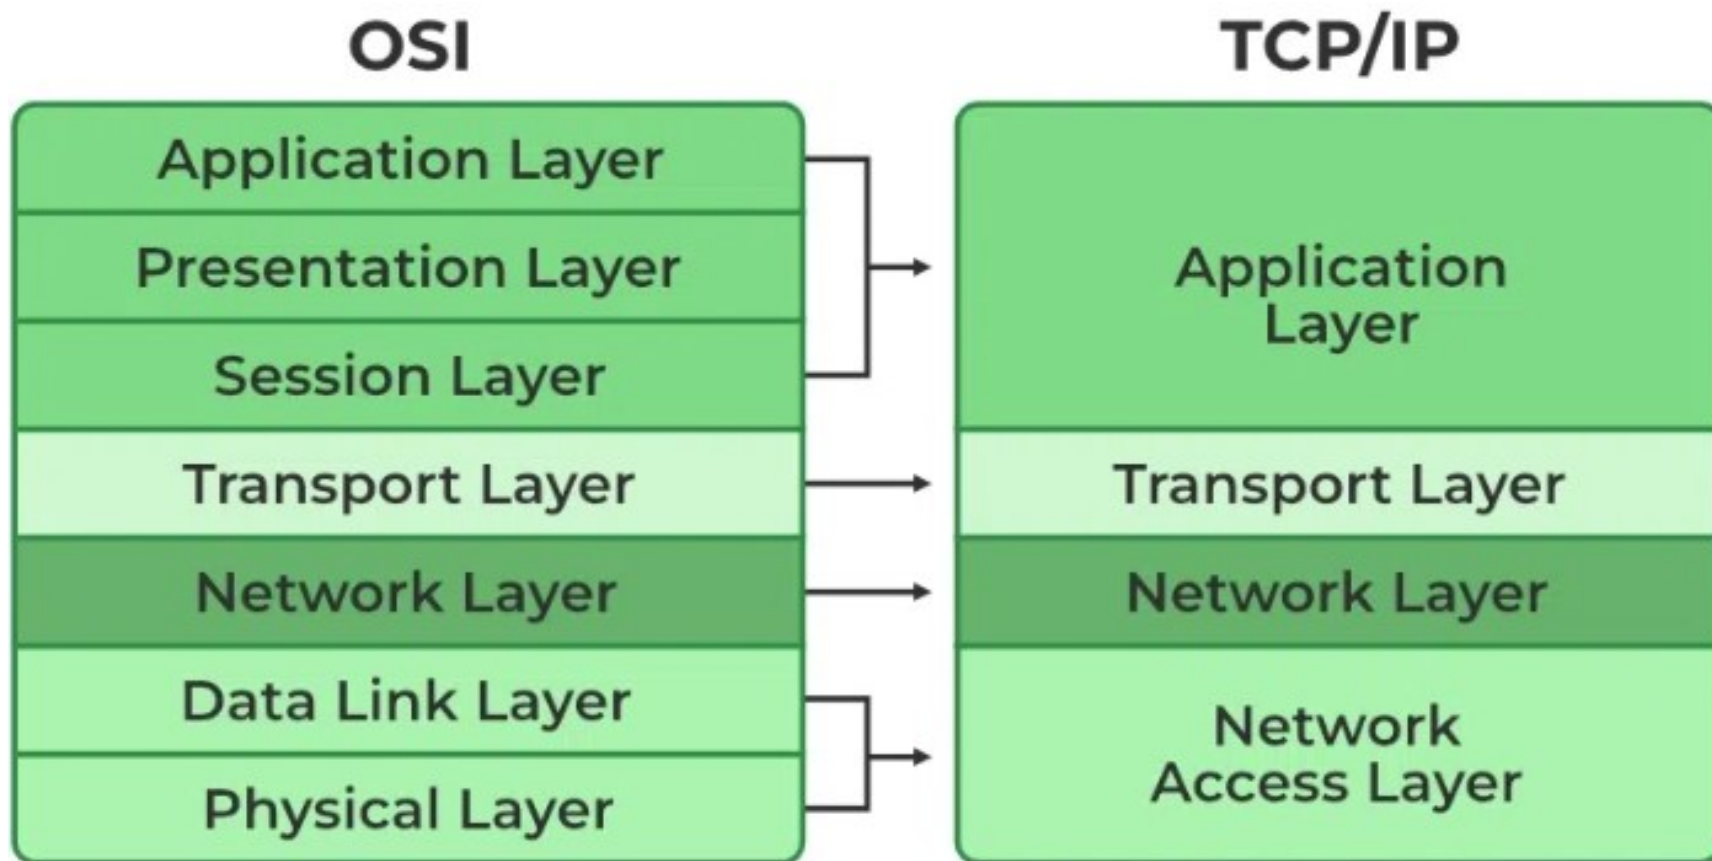 OSI
Application Layer
Presentation Layer
Session Layer
Transport Layer
Network Layer
Data Link Layer
Physical Layer
TCP/IP
Application
Layer
Transport Layer
Network Layer
Network
Access Layer